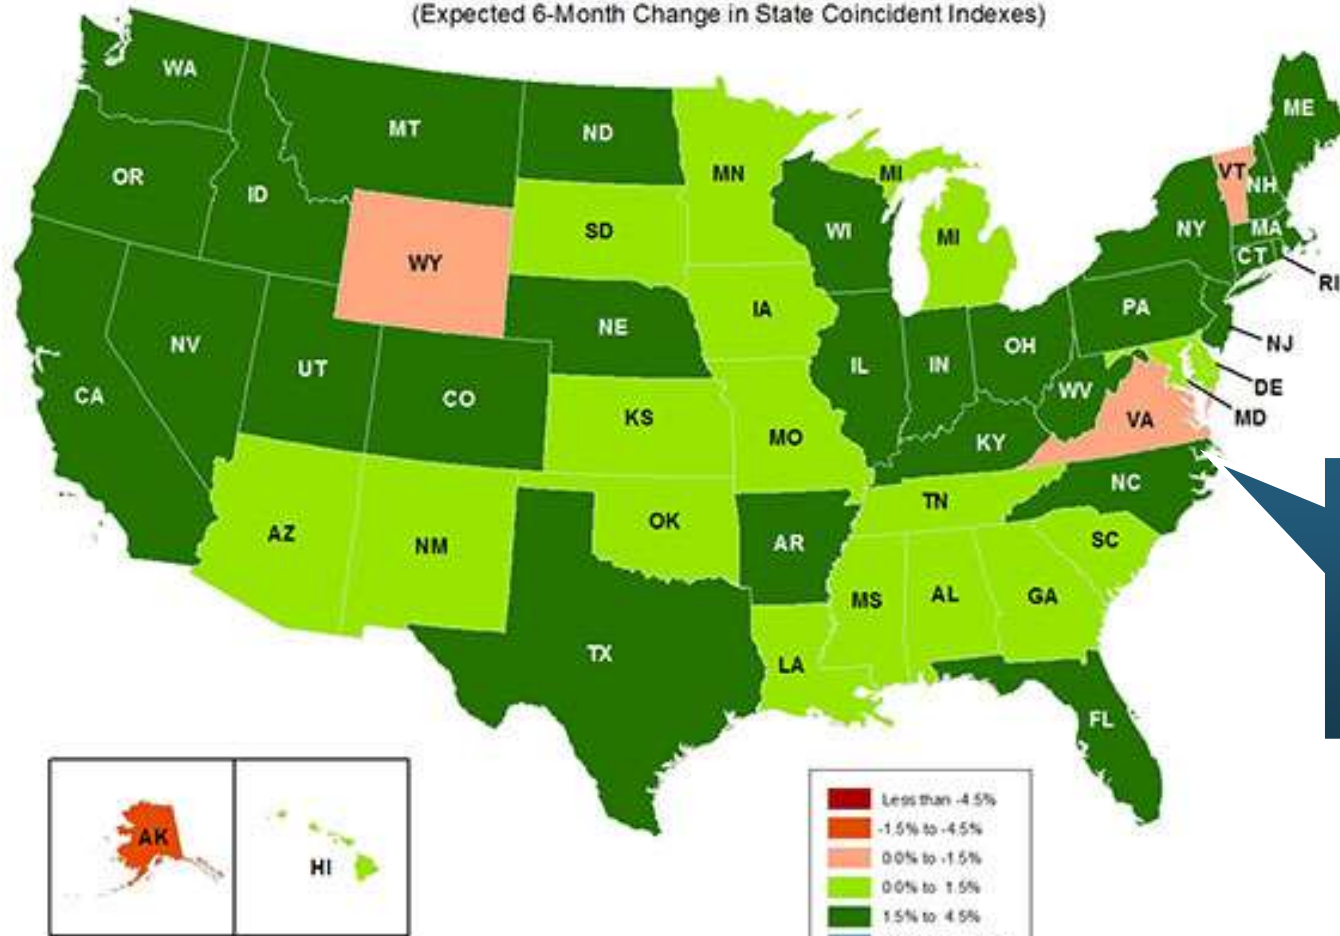 (Expected 6-Month Change in State Coincident Indexes)
WA
ME
MT
ND
MN
MI
VT
NH
OR
ID
SD
WI
MI
NY
MA
CT
RI
WY
IA
PA
NE
NJ
NV
UT
IL
IN
OH
DE
CA
CO
WV
MD
KS
MO
VA
KY
NC
TN
AZ
NM
OK
AR
SC
MS
AL
GA
TX
LA
FL
AK
HI
Less than -4.5%
-1.5% to -4.5%
0.0% to -1.5%
0.0% to 1.5%
1.5% to 4.5%